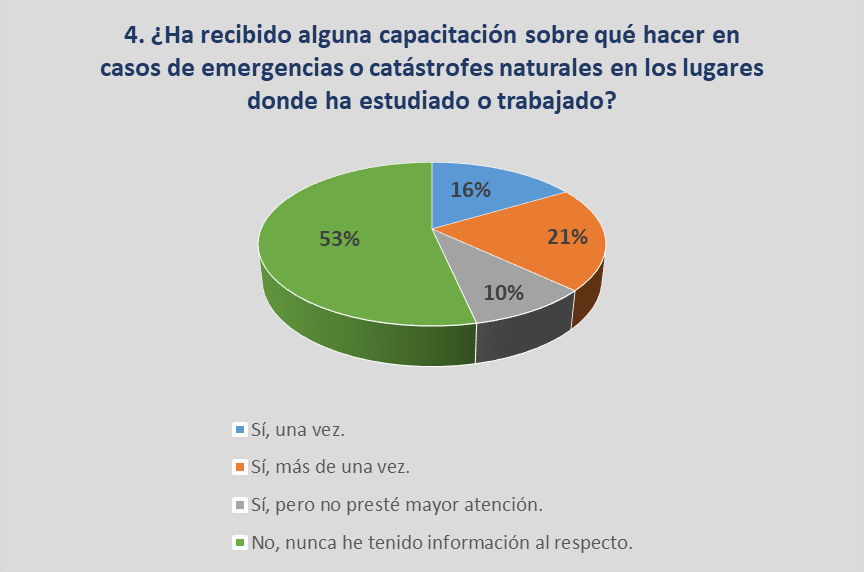 4. ¿Ha recibido alguna capacitación sobre qué hacer en
casos de emergencias o catástrofes naturales en los lugares
donde ha estudiado o trabajado?
16%
53%
21%
10%
Sí, una vez.
Sí, más de una vez.
Sí, pero no presté mayor atención.
No, nunca he tenido información al respecto.